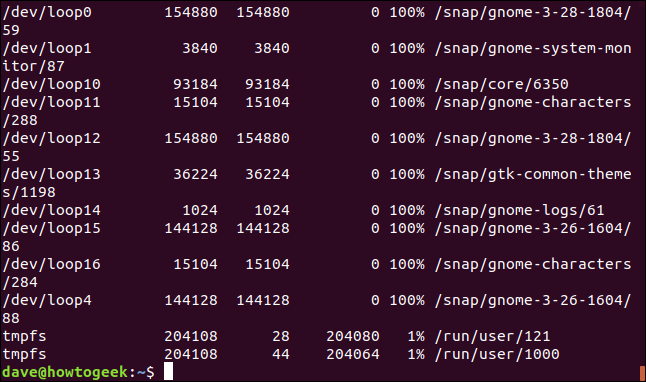 /dev/loop0 154880 154880 0 100% /snap/gnome-3-28-1804/
59
/dev/loop1 3840 3840 0 100% /snap/gnome-system-mon
itor/87
/dev/loop10 93184 93184 0 100% /snap/core/6350
/dev/loop11 15104 15104 0 100% /snap/gnome-characters
/288
/dev/loop12 154880 154880 0 100% /snap/gnome-3-28-1804/
55
/dev/loop13 36224 36224 0 100% /snap/gtk-common-theme
s/1198
/dev/loop14 1024 1024 0 100% /snap/gnome-logs/61
/dev/loop15 144128 144128 0 100% /snap/gnome-3-26-1604/
86
/dev/loop16 15104 15104 0 100% /snap/gnome-characters
/284
/dev/loop4 144128 144128 0 100% /snap/gnome-3-26-1604/
88
tmpfs 204108 28 204080 1% /run/user/121
tmpfs 204108 44 204064 1% /run/user/1000
dave@howtogeek:~$